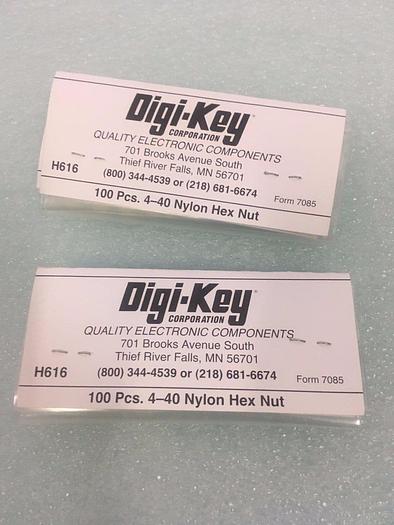 Digi-Key®
CORPORATION
QUALITY ELECTRONIC COMPONENTS
701 Brooks Avenue South
Thief River Falls, MN 56701
H616 (800) 344-4539 or (218) 681-6674 Form 7085
100 Pcs. 4–40 Nylon Hex Nut
Digi-Key®
CORPORATION
QUALITY ELECTRONIC COMPONENTS
701 Brooks Avenue South
Thief River Falls, MN 56701
H616 (800) 344-4539 or (218) 681-6674 Form 7085
100 Pcs. 4–40 Nylon Hex Nut